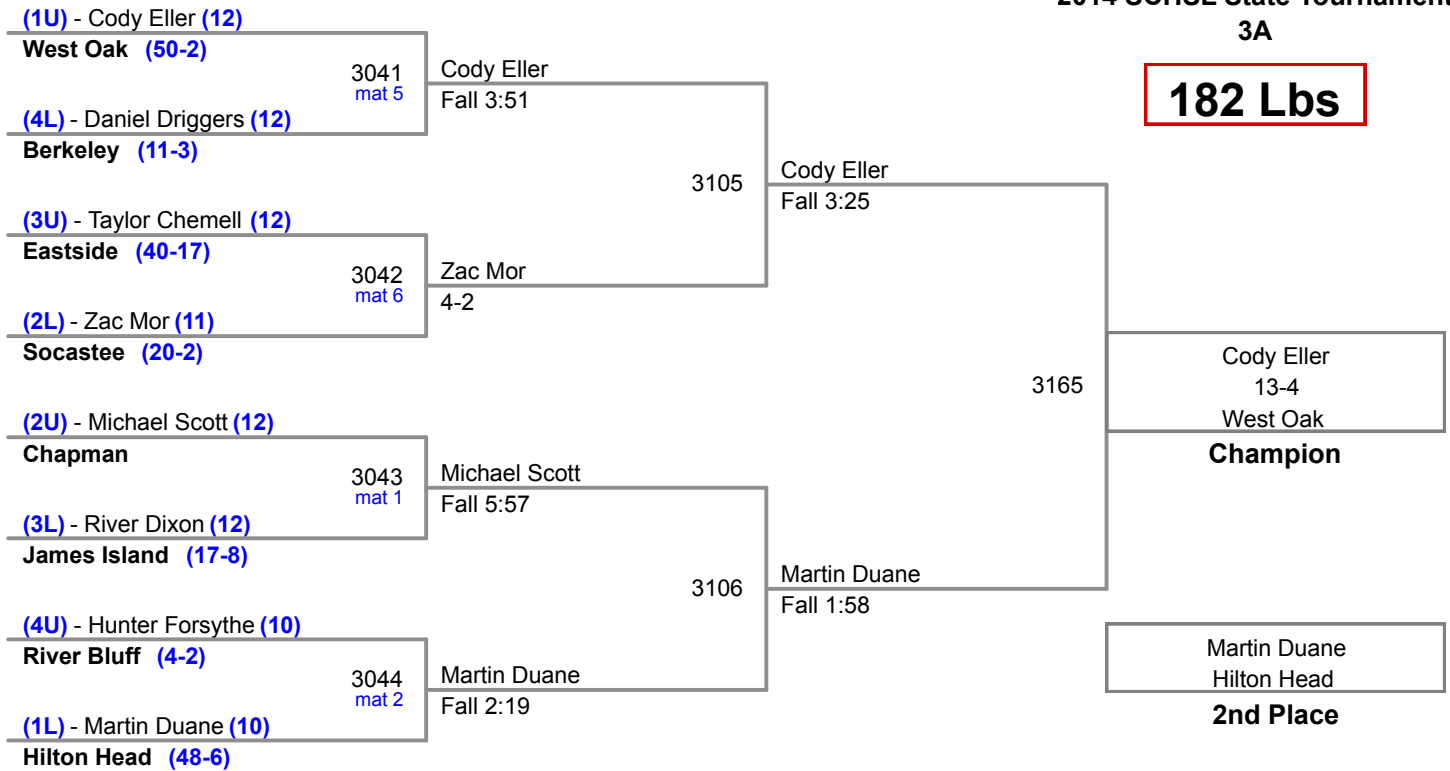 2014 SCHSL State Tournament
3A
182 Lbs
(1U) - Cody Eller (12)
West Oak (50-2)
3041
mat 5
(4L) - Daniel Driggers (12)
Berkeley (11-3)
Cody Eller
Fall 3:51
(3U) - Taylor Chemell (12)
Eastside (40-17)
3042
mat 6
(2L) - Zac Mor (11)
Socastee (20-2)
Zac Mor
4-2
3105
Cody Eller
Fall 3:25
(2U) - Michael Scott (12)
Chapman
3043
mat 1
(3L) - River Dixon (12)
James Island (17-8)
Michael Scott
Fall 5:57
(4U) - Hunter Forsythe (10)
River Bluff (4-2)
3044
mat 2
(1L) - Martin Duane (10)
Hilton Head (48-6)
Martin Duane
Fall 2:19
3106
Martin Duane
Fall 1:58
3165
Cody Eller
13-4
West Oak
Champion
Martin Duane
Hilton Head
2nd Place